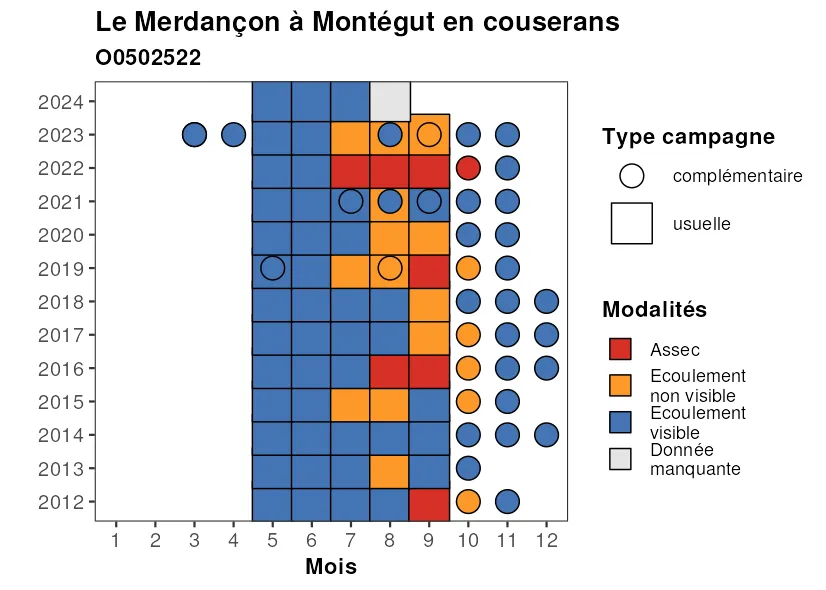 Le Merdançon à Montégut en couserans
O0502522
2024
2023
2022
2021
2020
2019
2018
2017
2016
2015
2014
2013
2012
1 2 3 4 5 6 7 8 9 10 11 12
Mois
Type campagne
complémentaire
usuelle
Modalités
Assec
Ecoulement
non visible
Ecoulement
visible
Donnée
manquante